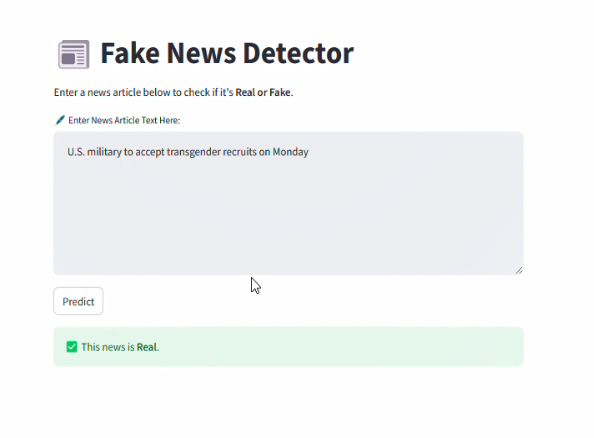 Fake News Detector
Enter a news article below to check if it's Real or Fake.
Enter News Article Text Here:
U.S. military to accept transgender recruits on Monday
Predict
This news is Real.